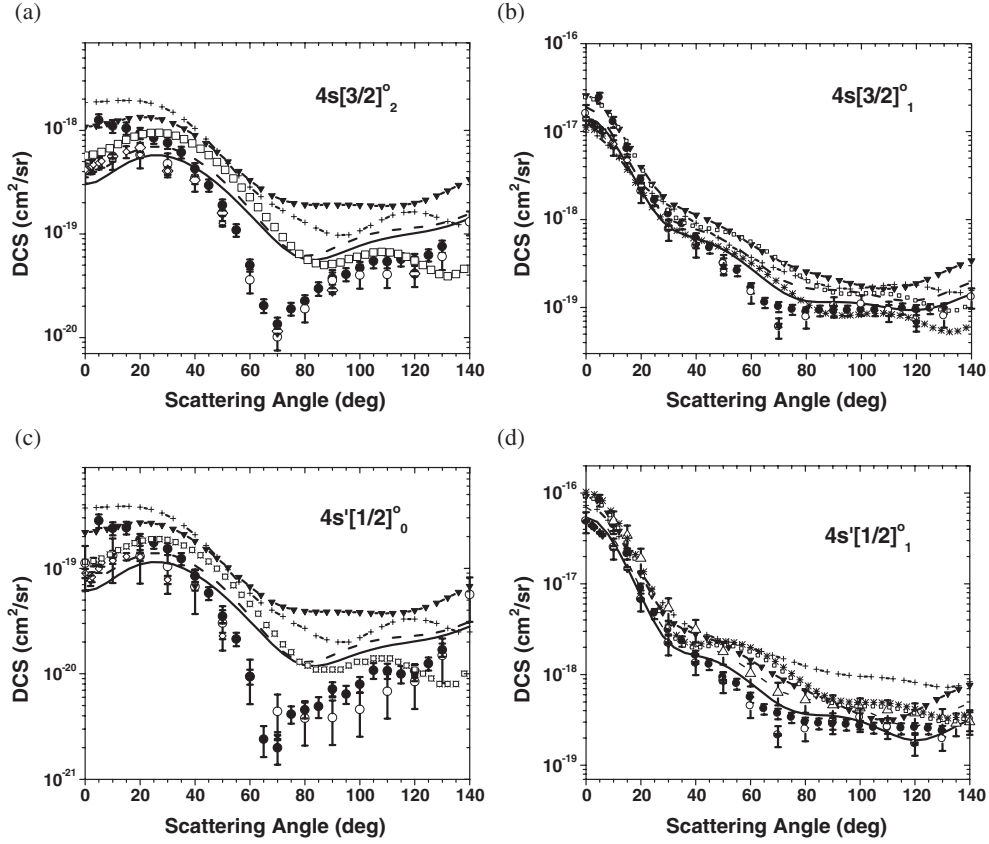 (a)
(b)
4s[3/2]°₂
4s[3/2]°₁
DCS (cm²/sr)
10⁻¹⁸
10⁻¹⁹
10⁻²⁰
0 20 40 60 80 100 120 140
Scattering Angle (deg)
DCS (cm²/sr)
10⁻¹⁶
10⁻¹⁷
10⁻¹⁸
10⁻¹⁹
0 20 40 60 80 100 120 140
Scattering Angle (deg)
(c)
(d)
4s'[1/2]°₀
4s'[1/2]°₁
DCS (cm²/sr)
10⁻¹⁹
10⁻²⁰
10⁻²¹
0 20 40 60 80 100 120 140
Scattering Angle (deg)
DCS (cm²/sr)
10⁻¹⁶
10⁻¹⁷
10⁻¹⁸
10⁻¹⁹
0 20 40 60 80 100 120 140
Scattering Angle (deg)